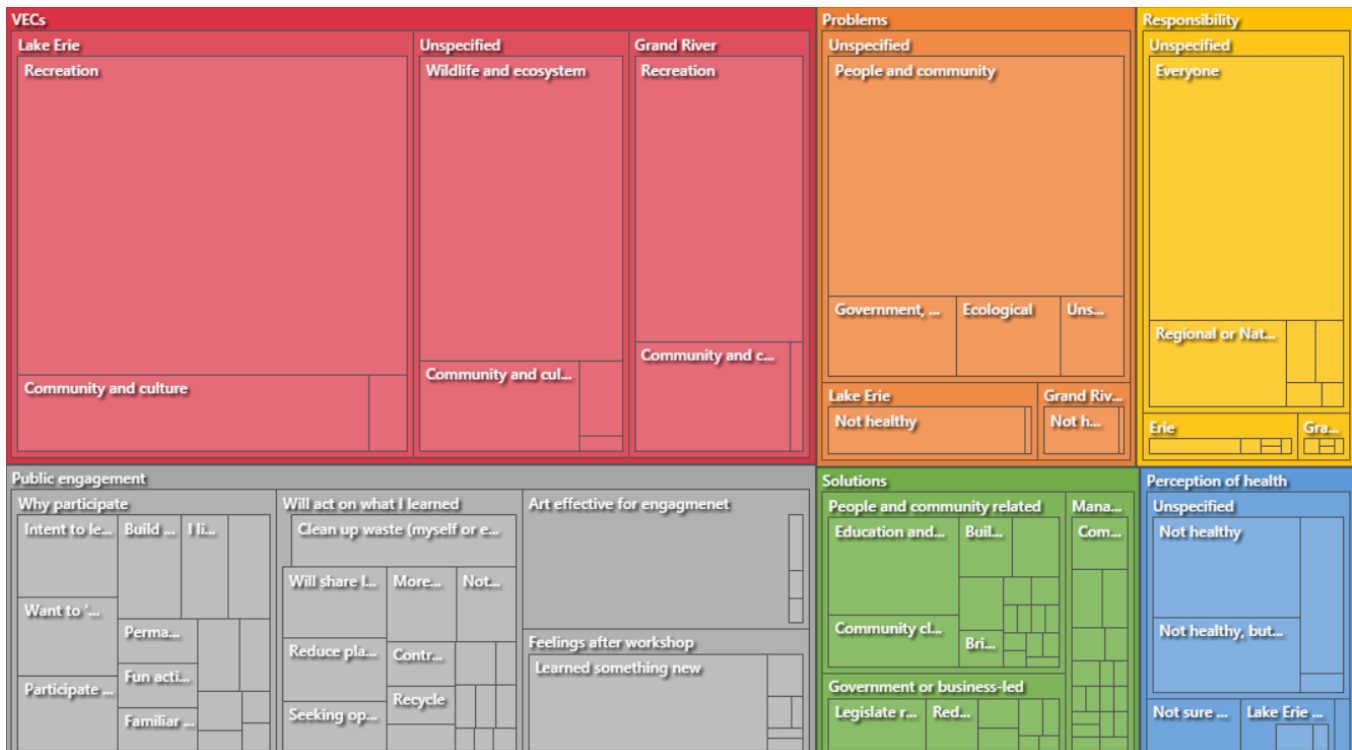 VECs
Lake Erie
Recreation
Community and culture
Unspecified
Wildlife and ecosystem
Community and cul...
Grand River
Recreation
Community and c...
Problems
Unspecified
People and community
Government, ...
Ecological
Uns...
Lake Erie
Not healthy
Grand Riv...
Not h...
Responsibility
Unspecified
Everyone
Regional or Nat...
Erie
Gra...
Public engagement
Why participate
Intent to le...
Build ...
I li...
Want to '...
Perma...
Fun acti...
Participate ...
Familiar ...
Will act on what I learned
Clean up waste (myself or e...
Will share l...
More...
Not...
Reduce pla...
Contr...
Recycle
Seeking op...
Art effective for engagmenet
Feelings after workshop
Learned something new
Solutions
People and community related
Education and...
Buil...
Community cl...
Bri...
Mana...
Com...
Government or business-led
Legislate r...
Red...
Perception of health
Unspecified
Not healthy
Not healthy, but...
Not sure ...
Lake Erie ...